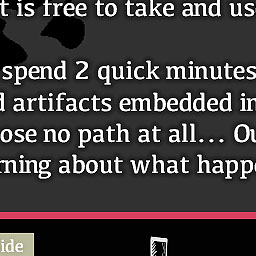 t is free to take and us
spend 2 quick minutes
d artifacts embedded in
ose no path at all... Ou
rning about what happe
ide